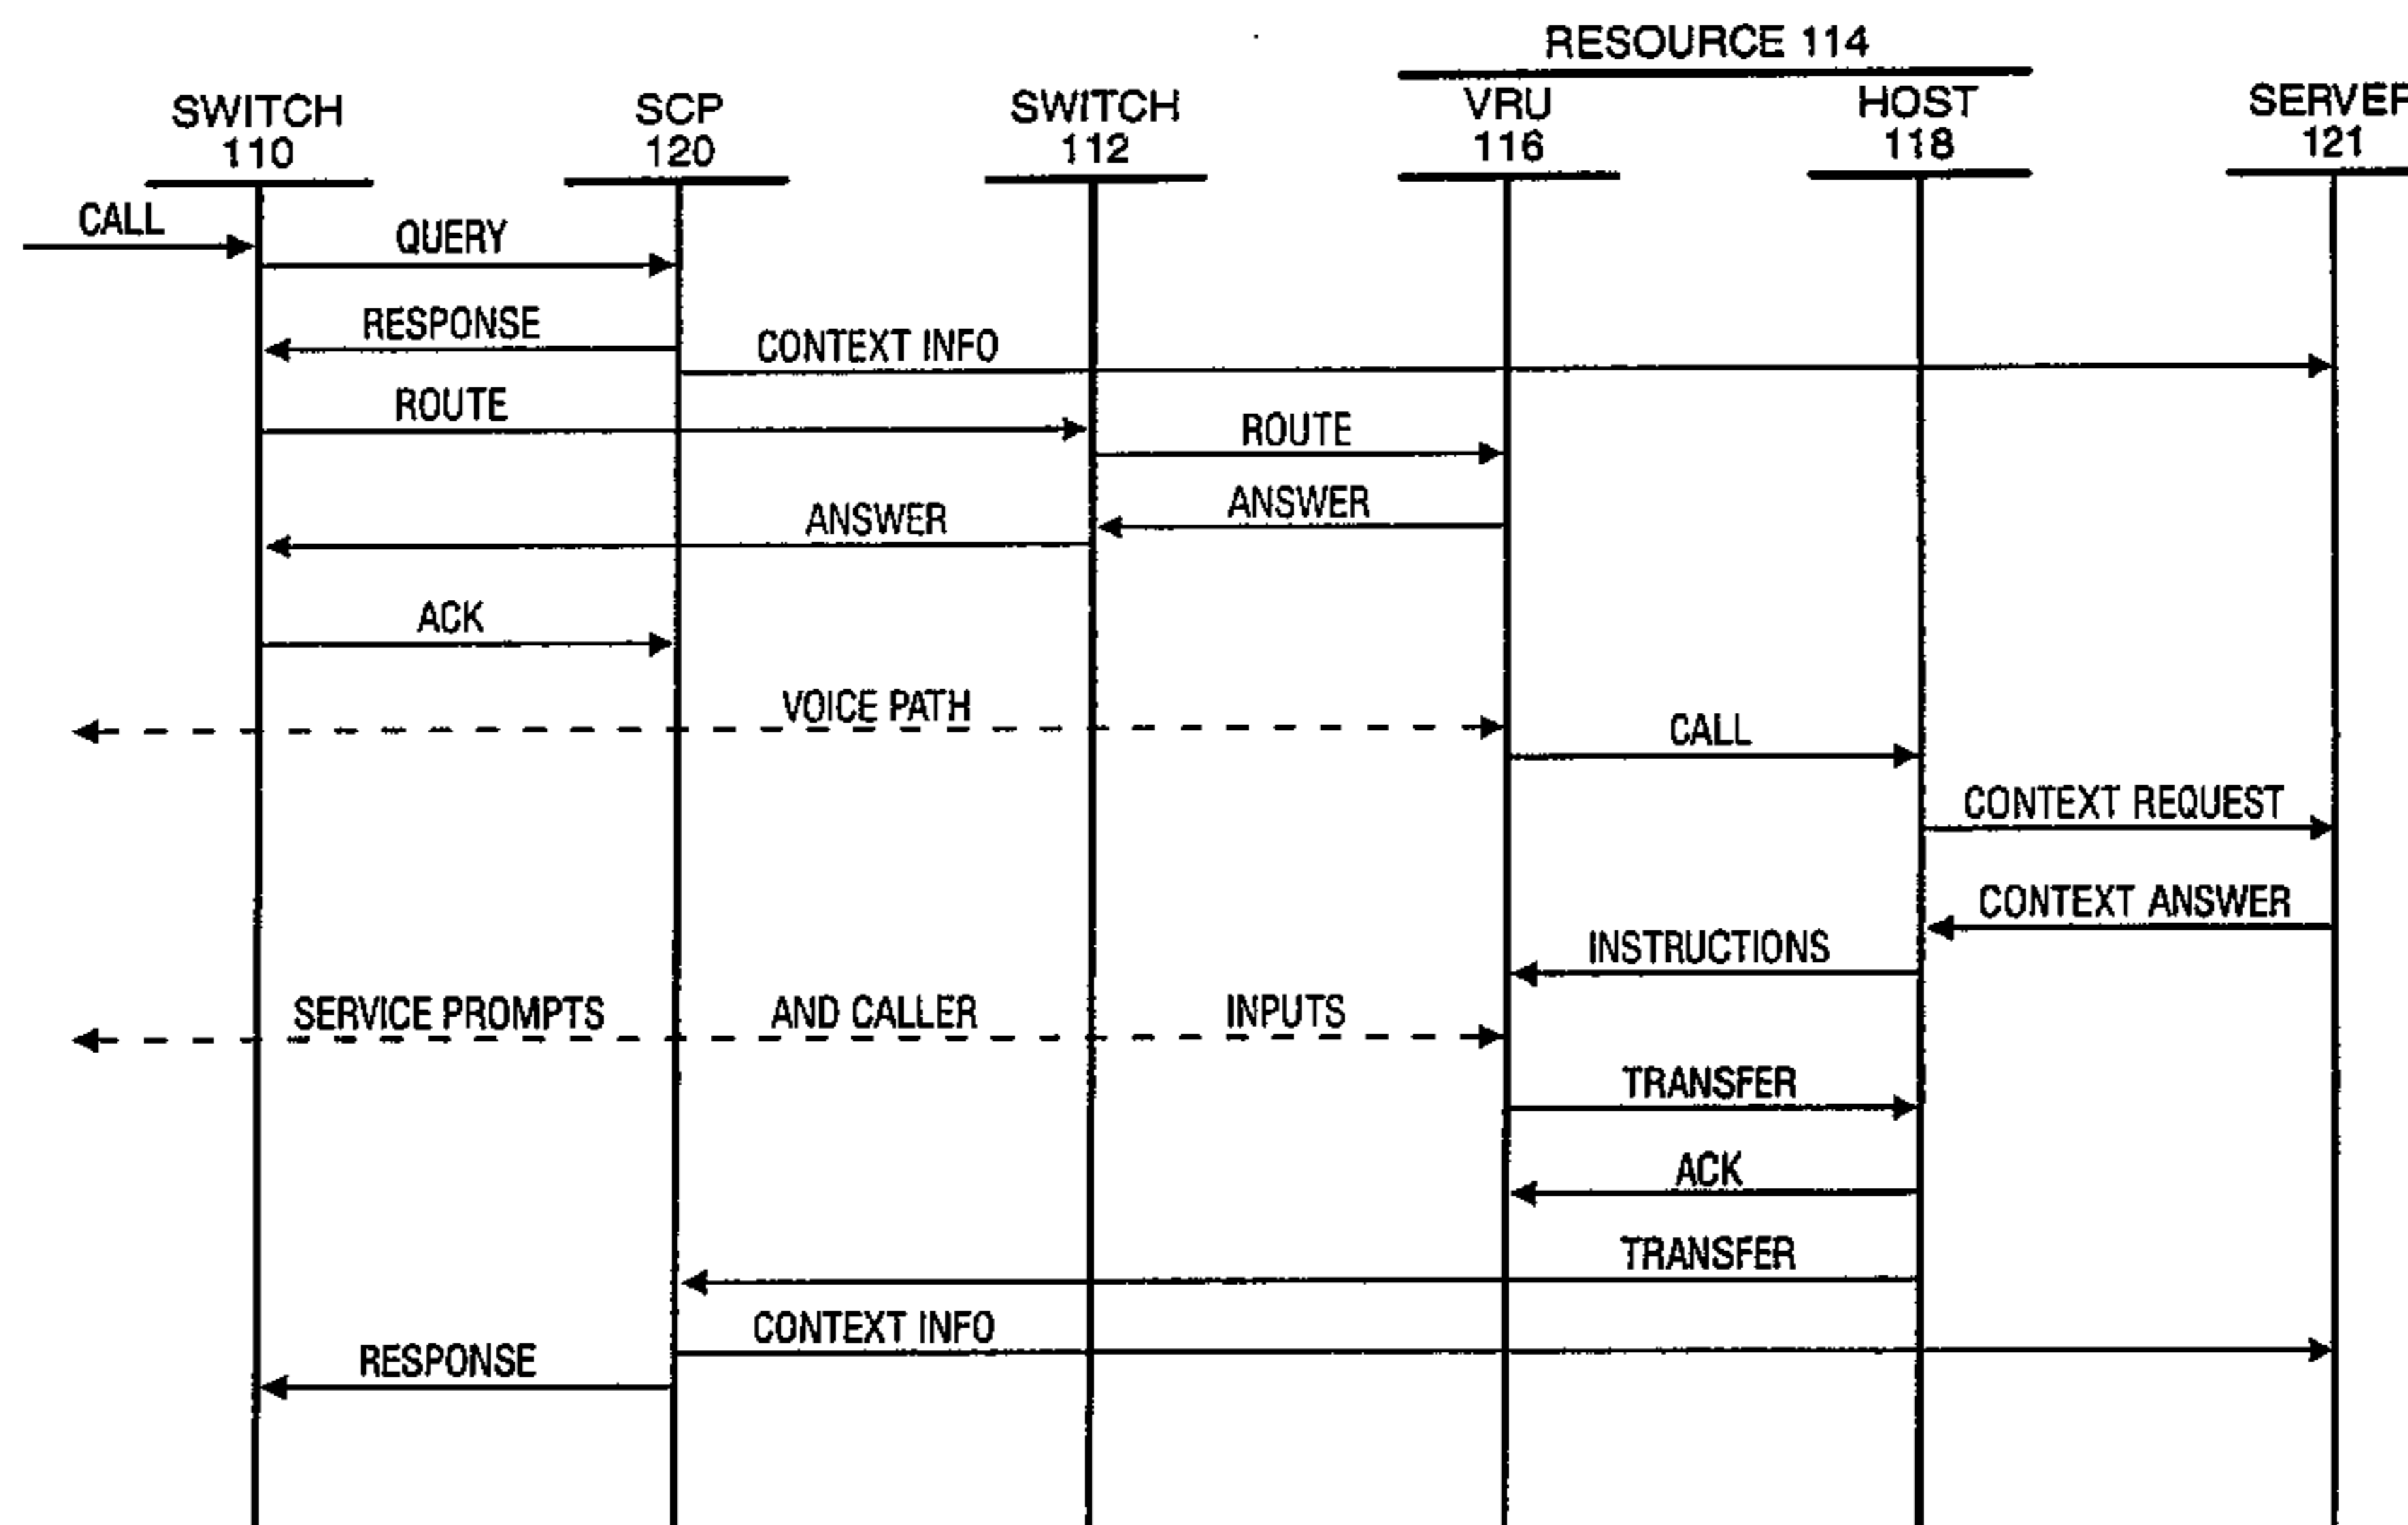 RESOURCE 114
SWITCH
110
SCP
120
SWITCH
112
VRU
116
HOST
118
SERVER
121
CALL
QUERY
RESPONSE
CONTEXT INFO
ROUTE
ROUTE
ANSWER
ANSWER
ACK
VOICE PATH
CALL
CONTEXT REQUEST
CONTEXT ANSWER
INSTRUCTIONS
SERVICE PROMPTS AND CALLER INPUTS
TRANSFER
ACK
TRANSFER
CONTEXT INFO
RESPONSE